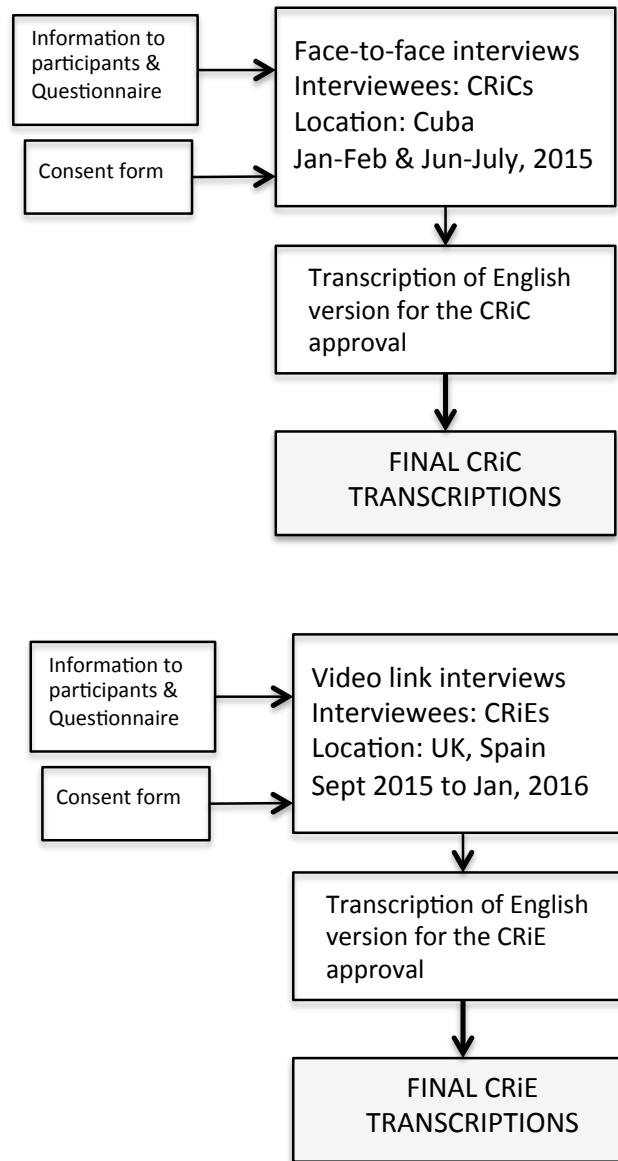 Information to
participants &
Questionnaire
Consent form
Face-to-face interviews
Interviewees: CRiCs
Location: Cuba
Jan-Feb & Jun-July, 2015
Transcription of English
version for the CRiC
approval
FINAL CRiC
TRANSCRIPTIONS
Information to
participants &
Questionnaire
Consent form
Video link interviews
Interviewees: CRiEs
Location: UK, Spain
Sept 2015 to Jan, 2016
Transcription of English
version for the CRiE
approval
FINAL CRiE
TRANSCRIPTIONS